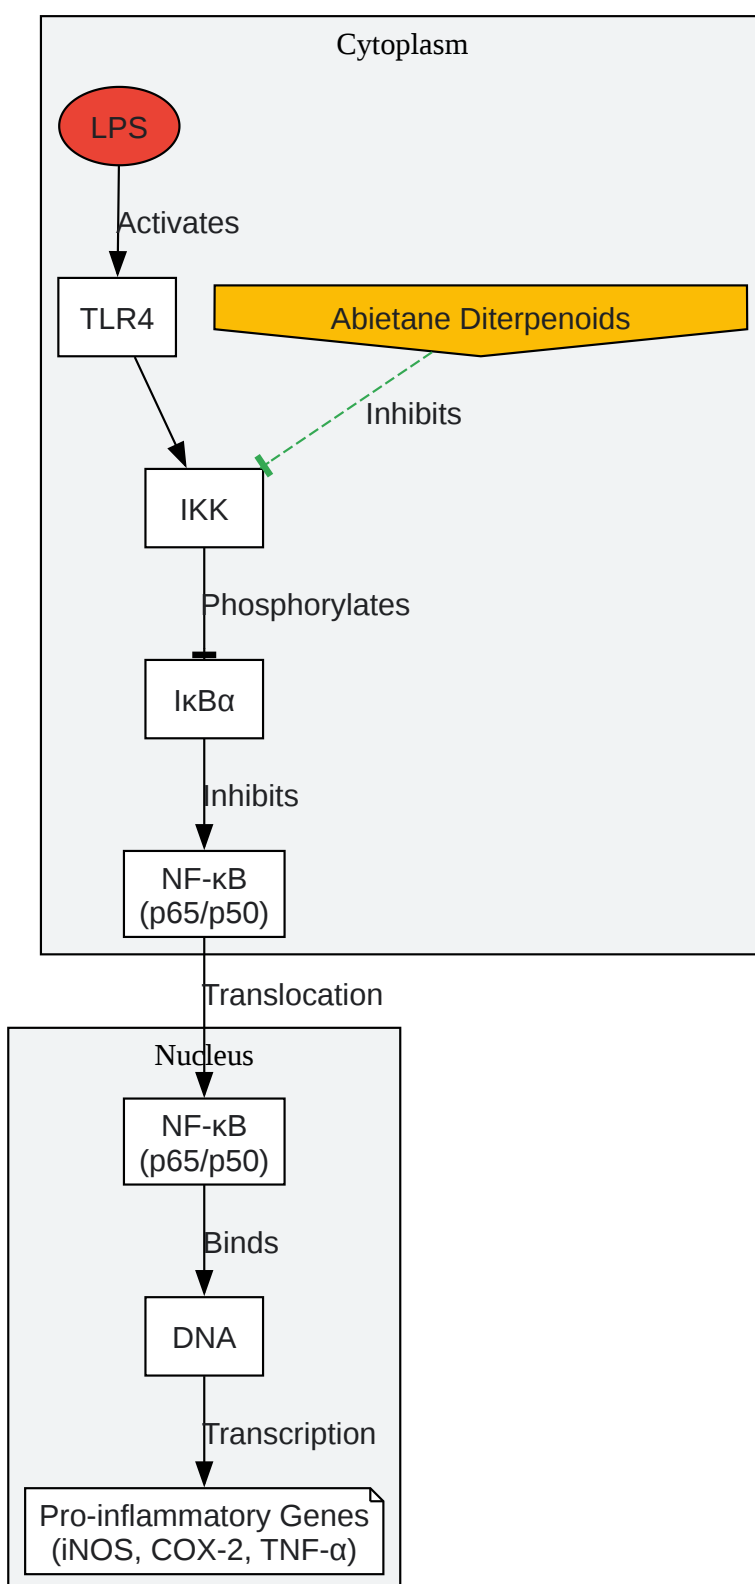 Cytoplasm
LPS
Activates
TLR4
Abietane Diterpenoids
Inhibits
IKK
Phosphorylates
IκBα
Inhibits
NF-κB
(p65/p50)
Translocation
Nucleus
NF-κB
(p65/p50)
Binds
DNA
Transcription
Pro-inflammatory Genes
(iNOS, COX-2, TNF-α)